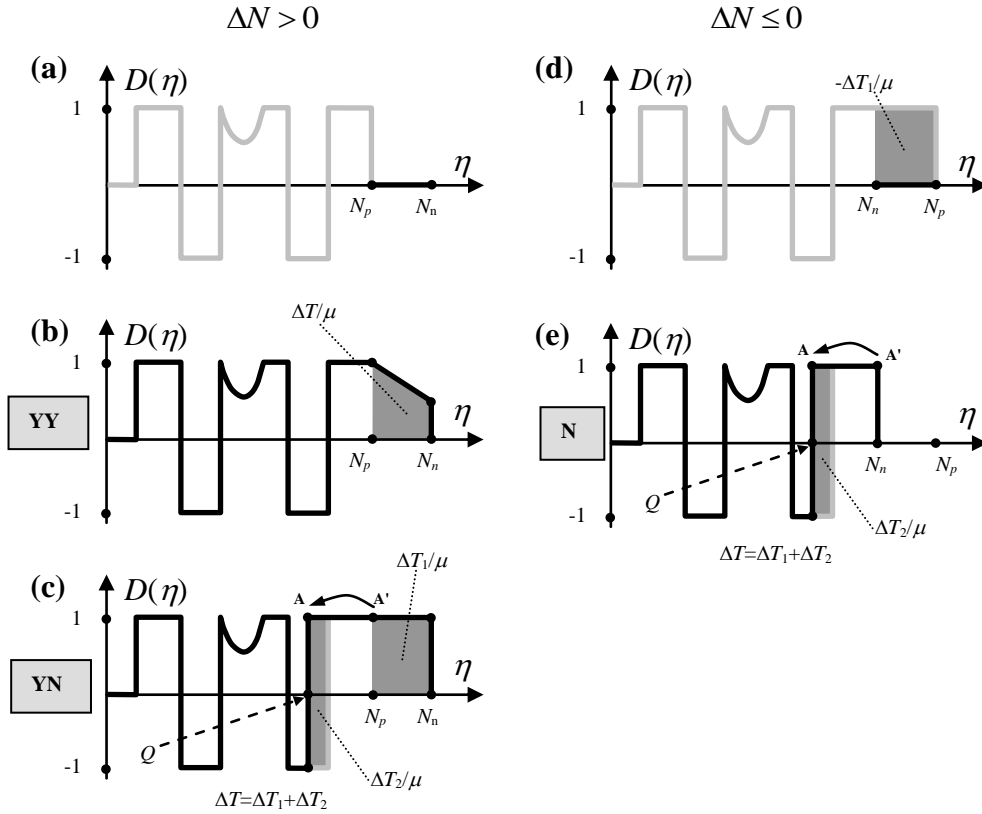 ΔN > 0
ΔN ≤ 0
(a)
D(η)
1
-1
η
N_p
N_n
(d)
D(η)
1
-1
-ΔT_1/μ
η
N_n
N_p
(b)
D(η)
1
-1
ΔT/μ
η
N_p
N_n
YY
(e)
D(η)
1
-1
A
A'
η
N_n
N_p
N
Q
ΔT_2/μ
ΔT=ΔT_1+ΔT_2
(c)
D(η)
1
-1
A
A'
ΔT_1/μ
η
N_p
N_n
YN
Q
ΔT_2/μ
ΔT=ΔT_1+ΔT_2